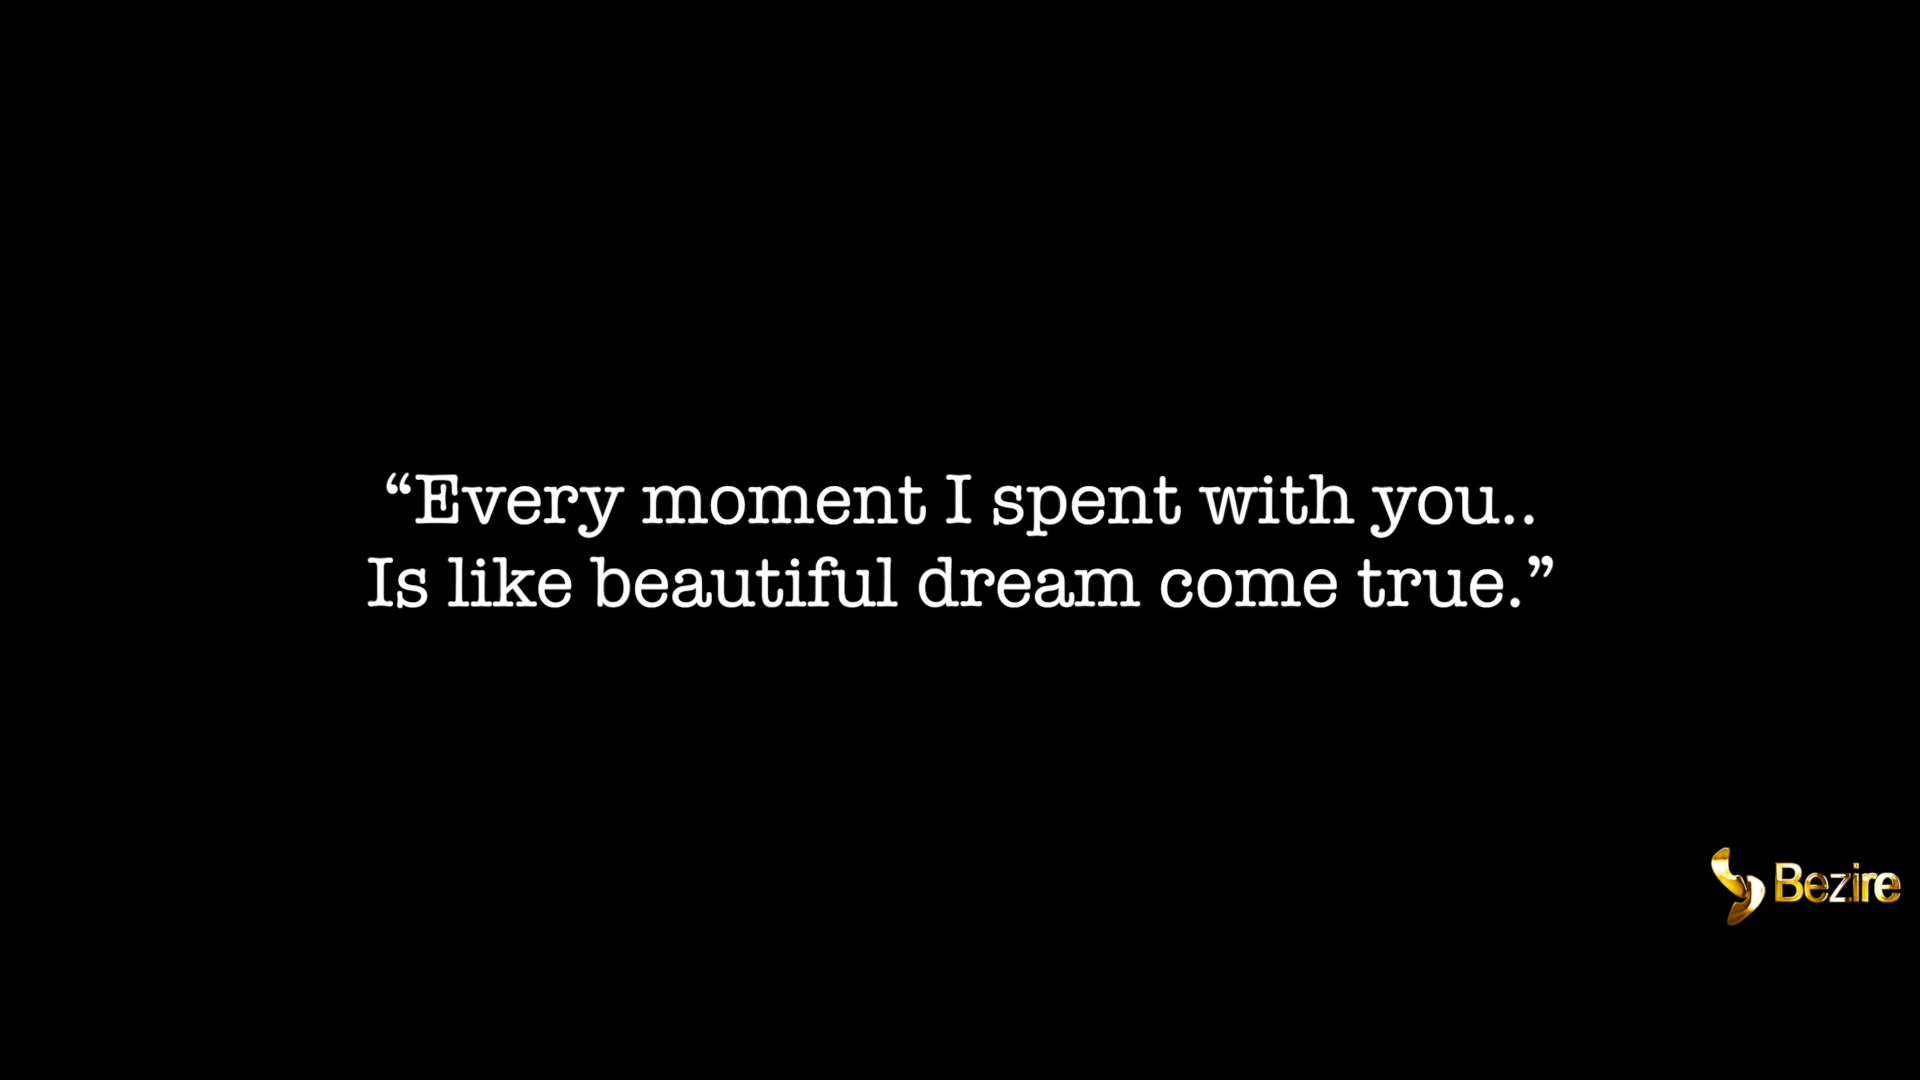 “Every moment I spent with you..
Is like beautiful dream come true.”
Bezire